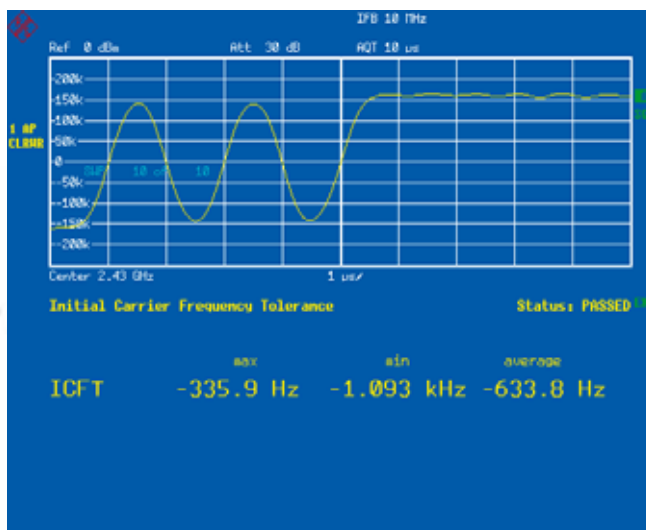 IFB 10 MHz
Ref 0 dBm Att 30 dB AQT 10 µs
200k
150k
100k
50k
0
-50k
-100k
-150k
-200k
1 AP
CLRWR
SWP 10 of 10
Center 2.43 GHz 1 µs/
Initial Carrier Frequency Tolerance Status: PASSED
max min average
ICFT -335.9 Hz -1.093 kHz -633.8 Hz